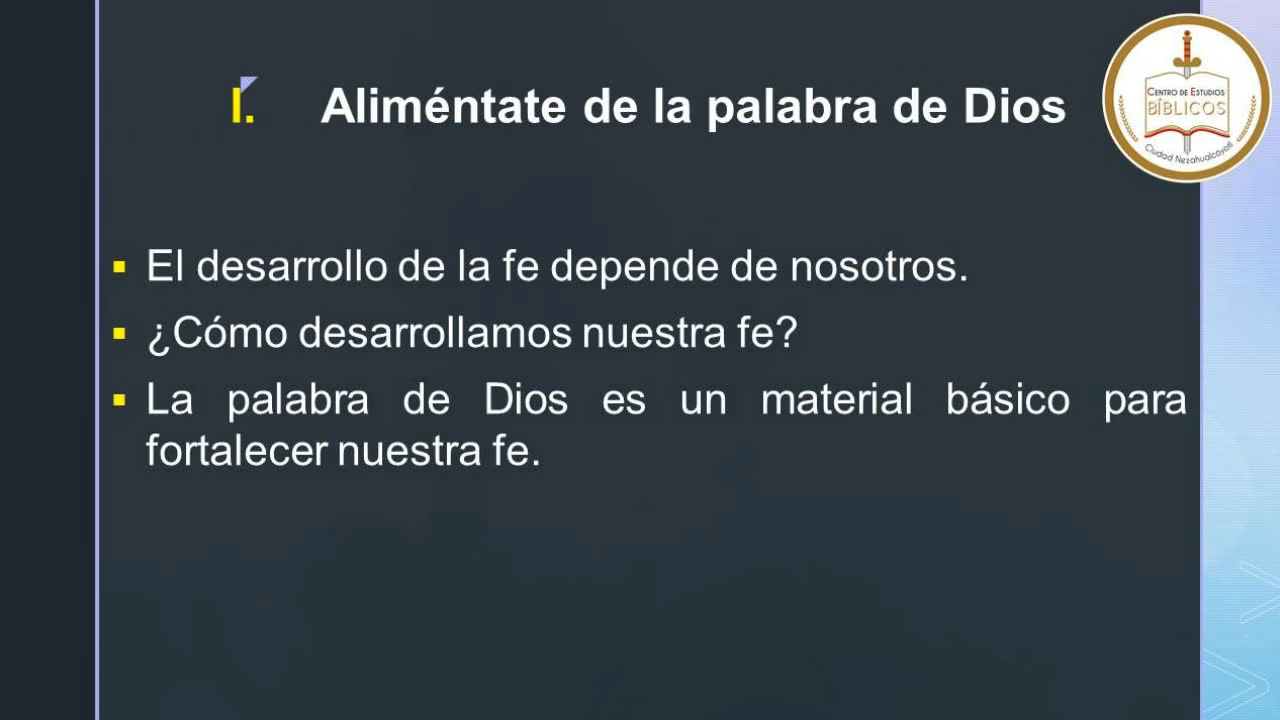 I. Aliméntate de la palabra de Dios
CENTRO DE ESTUDIOS
BÍBLICOS
Ciudad Nezahualcóyotl
▪ El desarrollo de la fe depende de nosotros.
▪ ¿Cómo desarrollamos nuestra fe?
▪ La palabra de Dios es un material básico para
fortalecer nuestra fe.